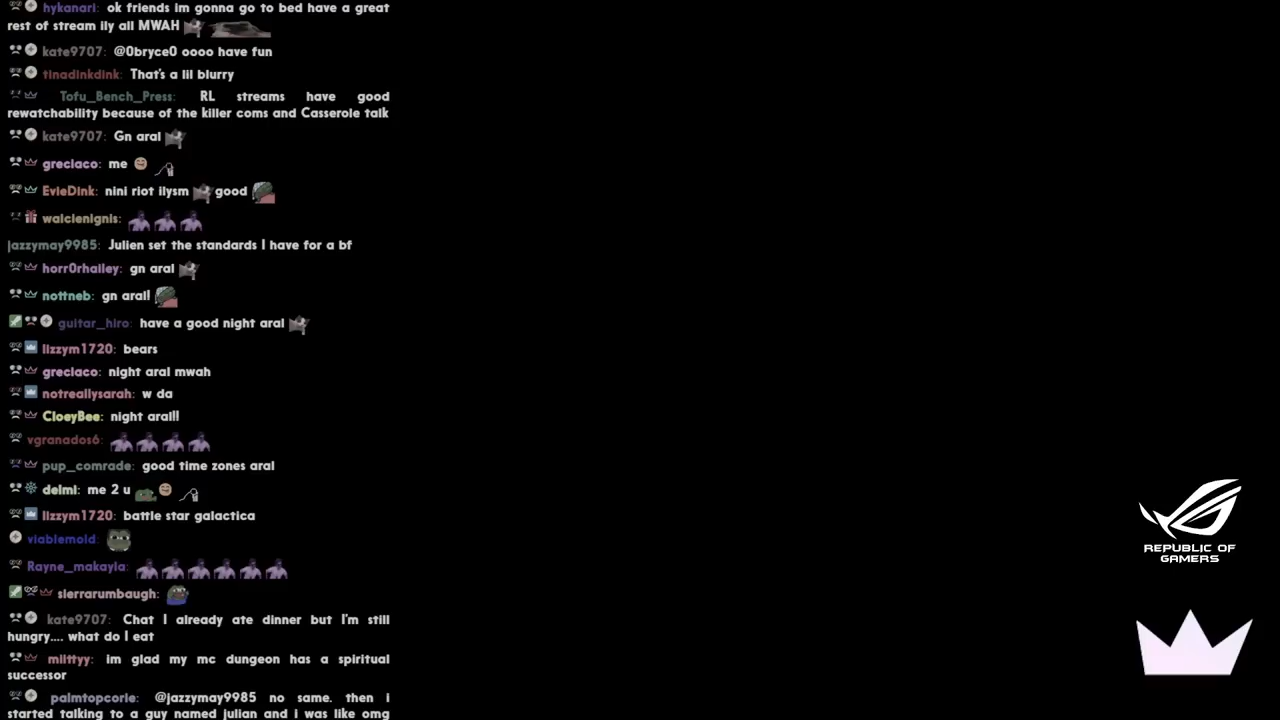 hykanari: ok friends im gonna go to bed have a great
rest of stream ily all MWAH
kate9707: @0bryce0 oooo have fun
tinadinkdink: That's a lil blurry
Tofu_Bench_Press: RL streams have good
rewatchability because of the killer coms and Casserole talk
kate9707: Gn aral
greciaco: me
EvieDink: nini riot ilysm good
walcienignis:
jazzymay9985: Julien set the standards I have for a bf
horr0rhailey: gn aral
nottneb: gn aral!
guitar_hiro: have a good night aral
lizzym1720: bears
greciaco: night aral mwah
notreallysarah: w da
CloeyBee: night aral!!
vgranados6:
pup_comrade: good time zones aral
delmi: me 2 u
lizzym1720: battle star galactica
viablemold:
Rayne_makayla:
sierrarumbaugh:
kate9707: Chat I already ate dinner but I'm still
hungry.... what do I eat
miittyy: im glad my mc dungeon has a spiritual
successor
palmtopcorie: @jazzymay9985 no same. then i
started talking to a guy named julian and i was like omg
REPUBLIC OF
GAMERS